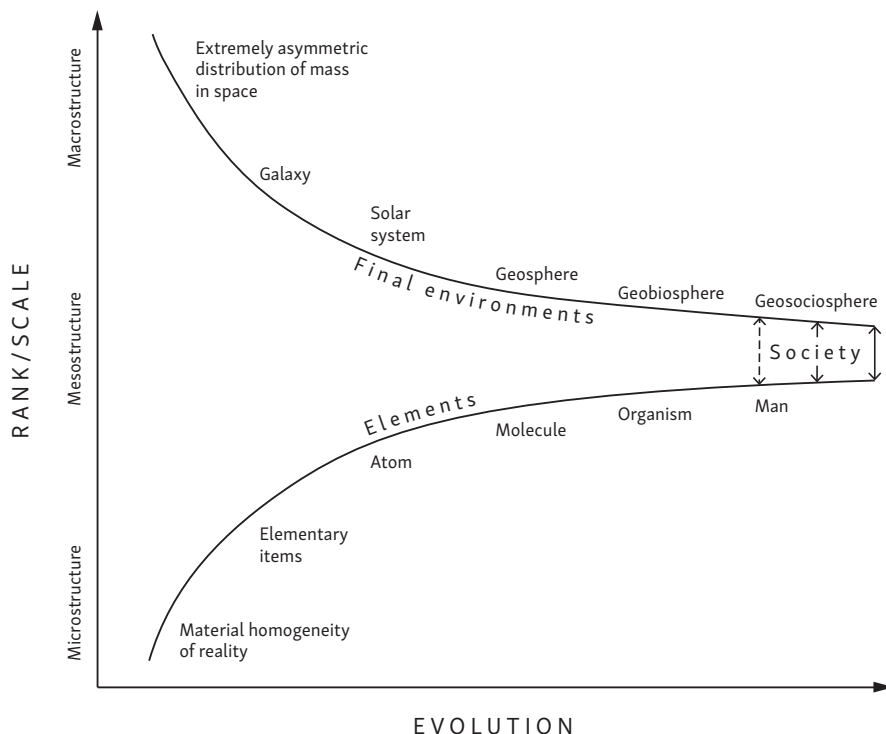 Extremely asymmetric
distribution of mass
in space
Galaxy
Solar
system
Geosphere
Geobiosphere
Geosociosphere
Final environments
Society
Elements
Man
Organism
Molecule
Atom
Elementary
items
Material homogeneity
of reality
Macrostructure
Mesostructure
Microstructure
RANK/SCALE
EVOLUTION